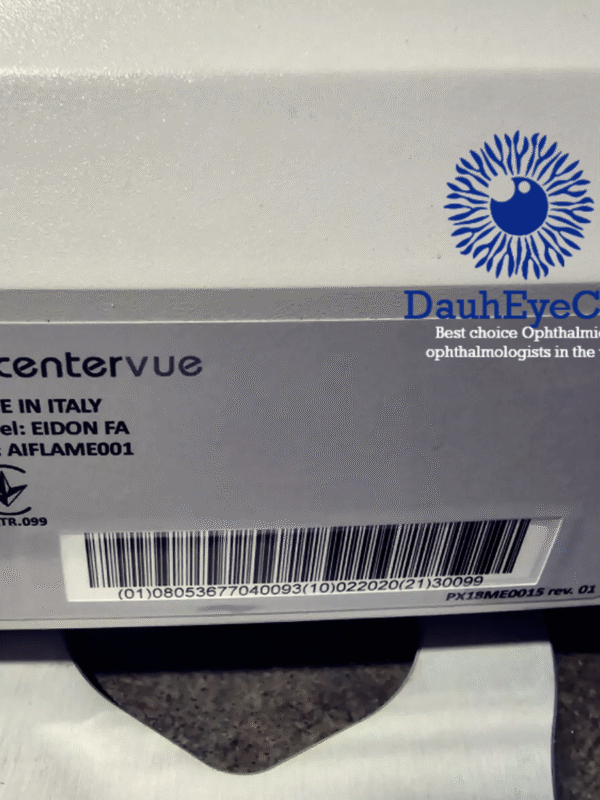 DauhEyeC
Best choice Ophthalmi
ophthalmologists in the
centervue
E IN ITALY
el: EIDON FA
: AIFLAME001
TR.099
(01)08053677040093(10)022020(21)30099
PX18ME0015 rev. 01